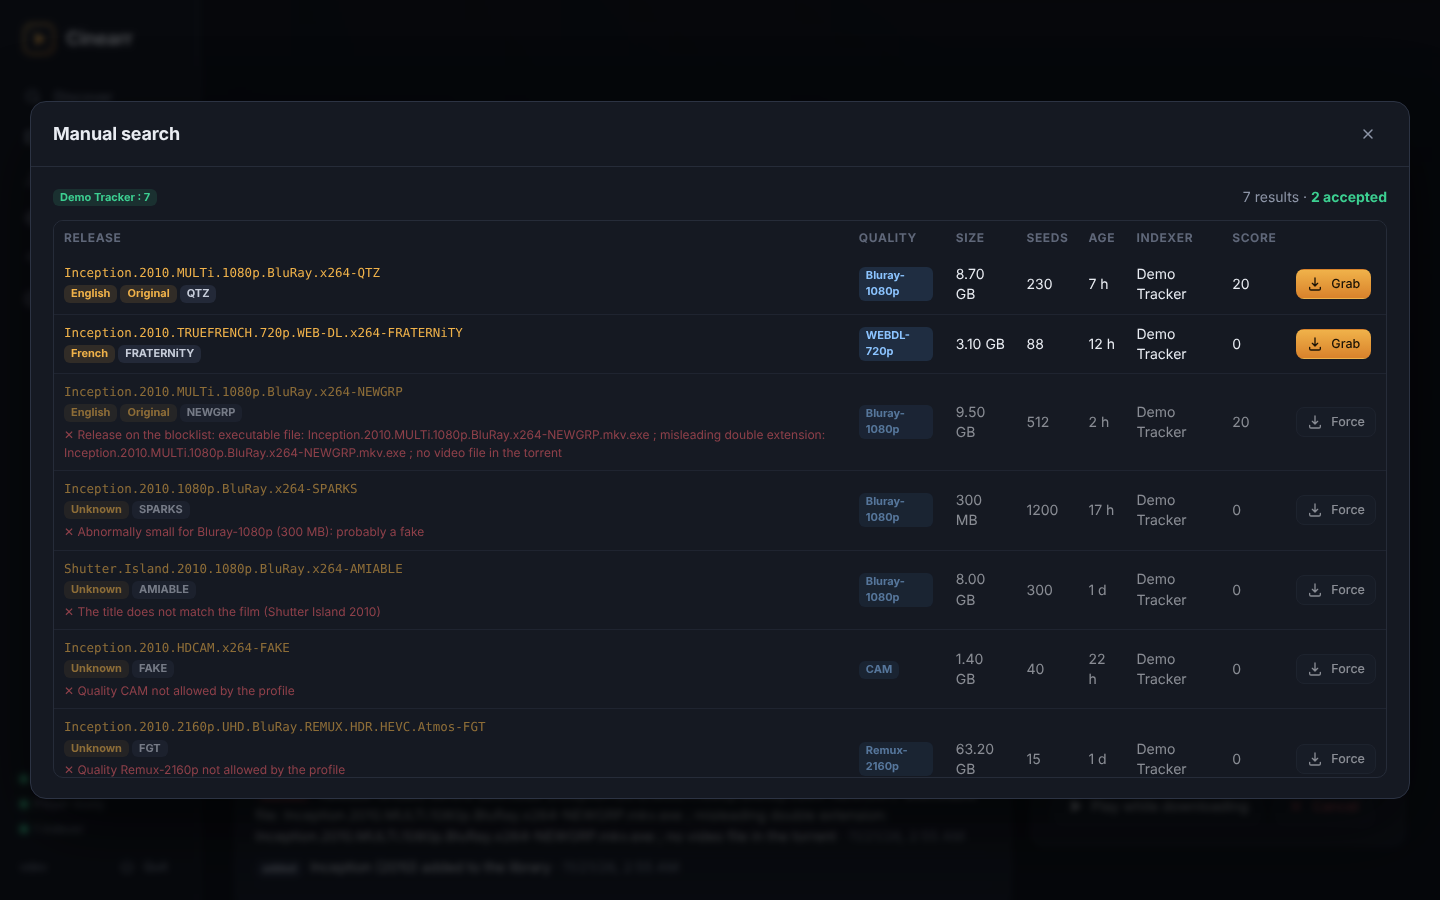 Cinearr
Manual search
Demo Tracker : 7
7 results · 2 accepted
RELEASE QUALITY SIZE SEEDS AGE INDEXER SCORE
Inception.2010.MULTi.1080p.BluRay.x264-QTZ
English Original QTZ
Bluray-
1080p
8.70
GB
230
7 h
Demo
Tracker
20
Grab
Inception.2010.TRUEFRENCH.720p.WEB-DL.x264-FRATERNiTY
French FRATERNiTY
WEBDL-
720p
3.10 GB
88
12 h
Demo
Tracker
0
Grab
Inception.2010.MULTi.1080p.BluRay.x264-NEWGRP
English Original NEWGRP
✕ Release on the blocklist: executable file: Inception.2010.MULTi.1080p.BluRay.x264-NEWGRP.mkv.exe ; misleading double extension:
Inception.2010.MULTi.1080p.BluRay.x264-NEWGRP.mkv.exe ; no video file in the torrent
Bluray-
1080p
9.50
GB
512
2 h
Demo
Tracker
20
Force
Inception.2010.1080p.BluRay.x264-SPARKS
Unknown SPARKS
✕ Abnormally small for Bluray-1080p (300 MB): probably a fake
Bluray-
1080p
300
MB
1200
17 h
Demo
Tracker
0
Force
Shutter.Island.2010.1080p.BluRay.x264-AMIABLE
Unknown AMIABLE
✕ The title does not match the film (Shutter Island 2010)
Bluray-
1080p
8.00
GB
300
1 d
Demo
Tracker
0
Force
Inception.2010.HDCAM.x264-FAKE
Unknown FAKE
✕ Quality CAM not allowed by the profile
CAM
1.40
GB
40
22
h
Demo
Tracker
0
Force
Inception.2010.2160p.UHD.BluRay.REMUX.HDR.HEVC.Atmos-FGT
Unknown FGT
✕ Quality Remux-2160p not allowed by the profile
Remux-
2160p
63.20
GB
15
1 d
Demo
Tracker
0
Force
Play while downloading
Inception (2010) added to the library